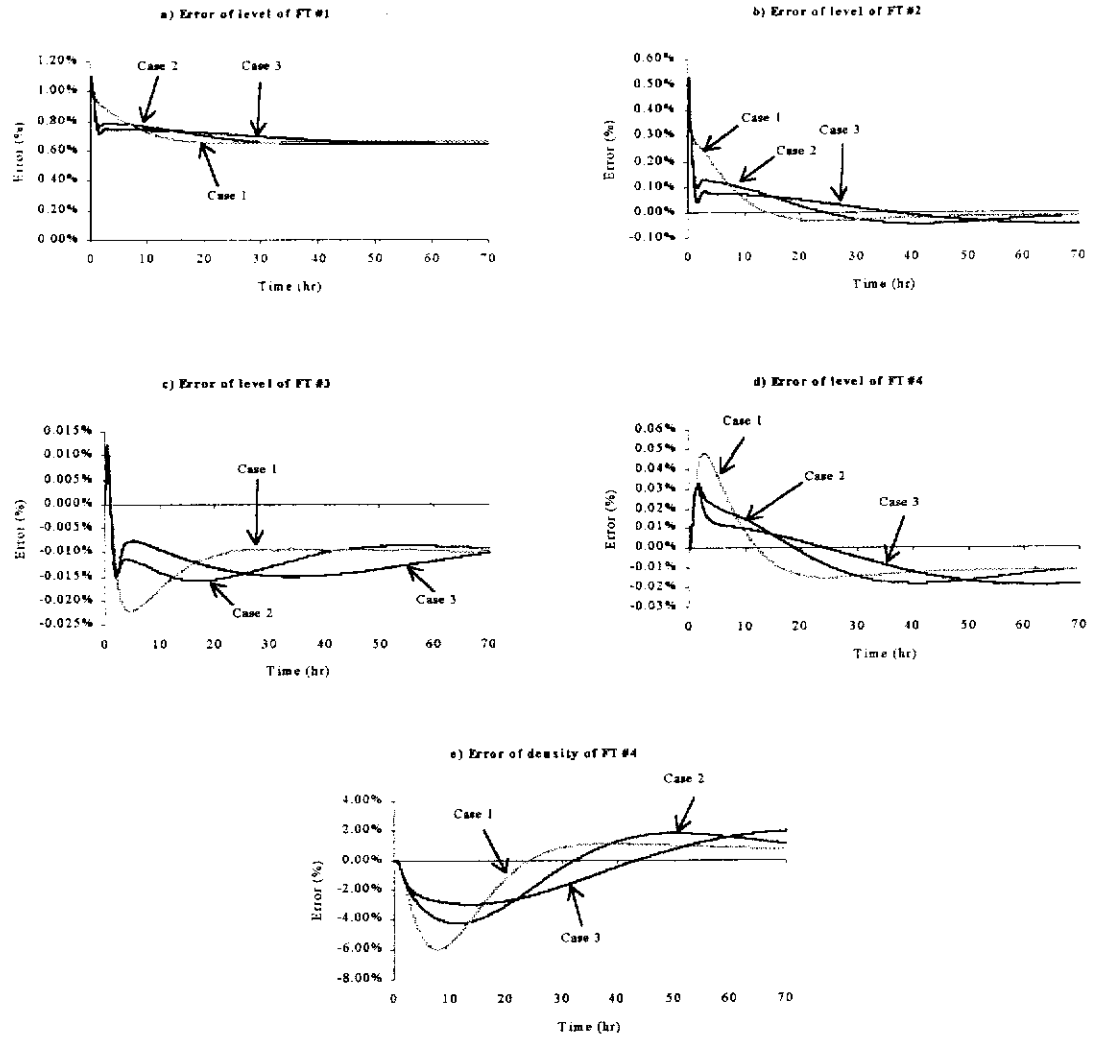 a) Error of level of FT #1
1.20%
1.00%
0.80%
0.60%
0.40%
0.20%
0.00%
Error (%)
Case 2
Case 3
Case 1
0 10 20 30 40 50 60 70
Time (hr)
b) Error of level of FT #2
0.60%
0.50%
0.40%
0.30%
0.20%
0.10%
0.00%
-0.10%
Error (%)
Case 1
Case 2
Case 3
0 10 20 30 40 50 60 70
Time (hr)
c) Error of level of FT #3
0.015%
0.010%
0.005%
0.000%
-0.005%
-0.010%
-0.015%
-0.020%
-0.025%
Error (%)
Case 1
Case 2
Case 3
0 10 20 30 40 50 60 70
Time (hr)
d) Error of level of FT #4
0.06%
0.05%
0.04%
0.03%
0.02%
0.01%
0.00%
-0.01%
-0.02%
-0.03%
Error (%)
Case 1
Case 2
Case 3
0 10 20 30 40 50 60 70
Time (hr)
e) Error of density of FT #4
4.00%
2.00%
0.00%
-2.00%
-4.00%
-6.00%
-8.00%
Error (%)
Case 1
Case 2
Case 3
0 10 20 30 40 50 60 70
Time (hr)